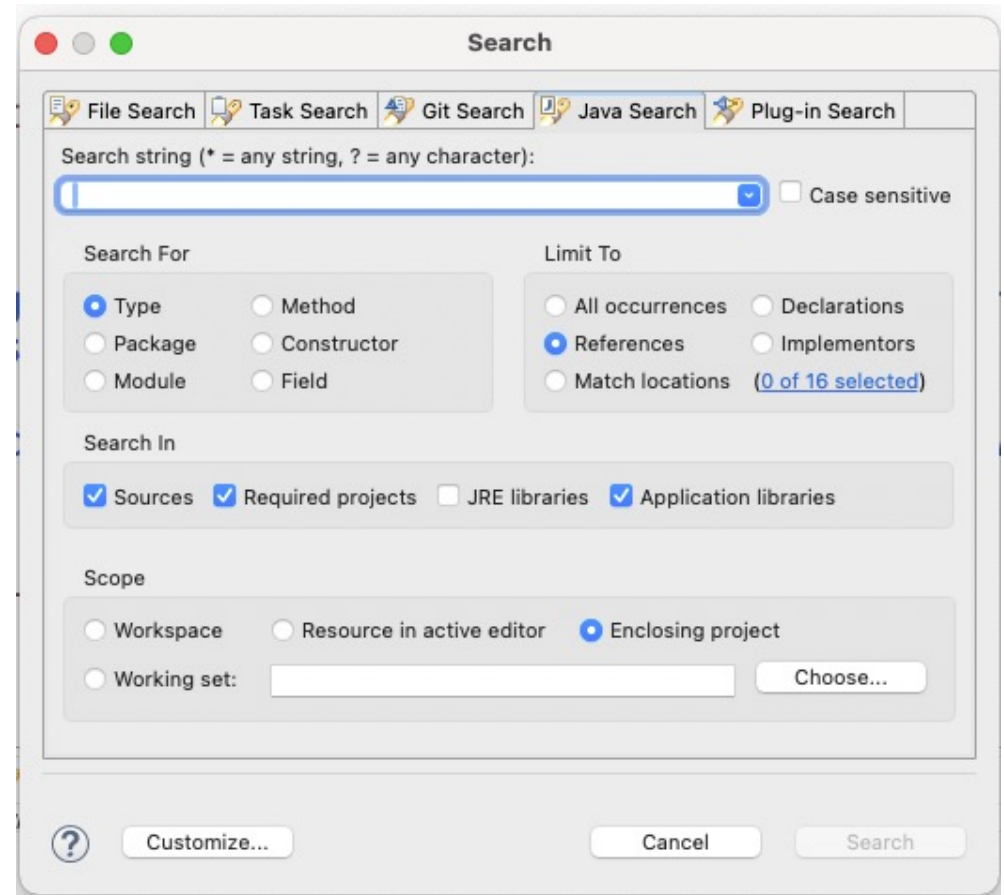 Search
File Search Task Search Git Search Java Search Plug-in Search
Search string (* = any string, ? = any character):
Case sensitive
Search For
Limit To
Type Method
All occurrences Declarations
Package Constructor
References Implementors
Module Field
Match locations (0 of 16 selected)
Search In
Sources Required projects JRE libraries Application libraries
Scope
Workspace Resource in active editor Enclosing project
Working set: Choose...
? Customize... Cancel Search